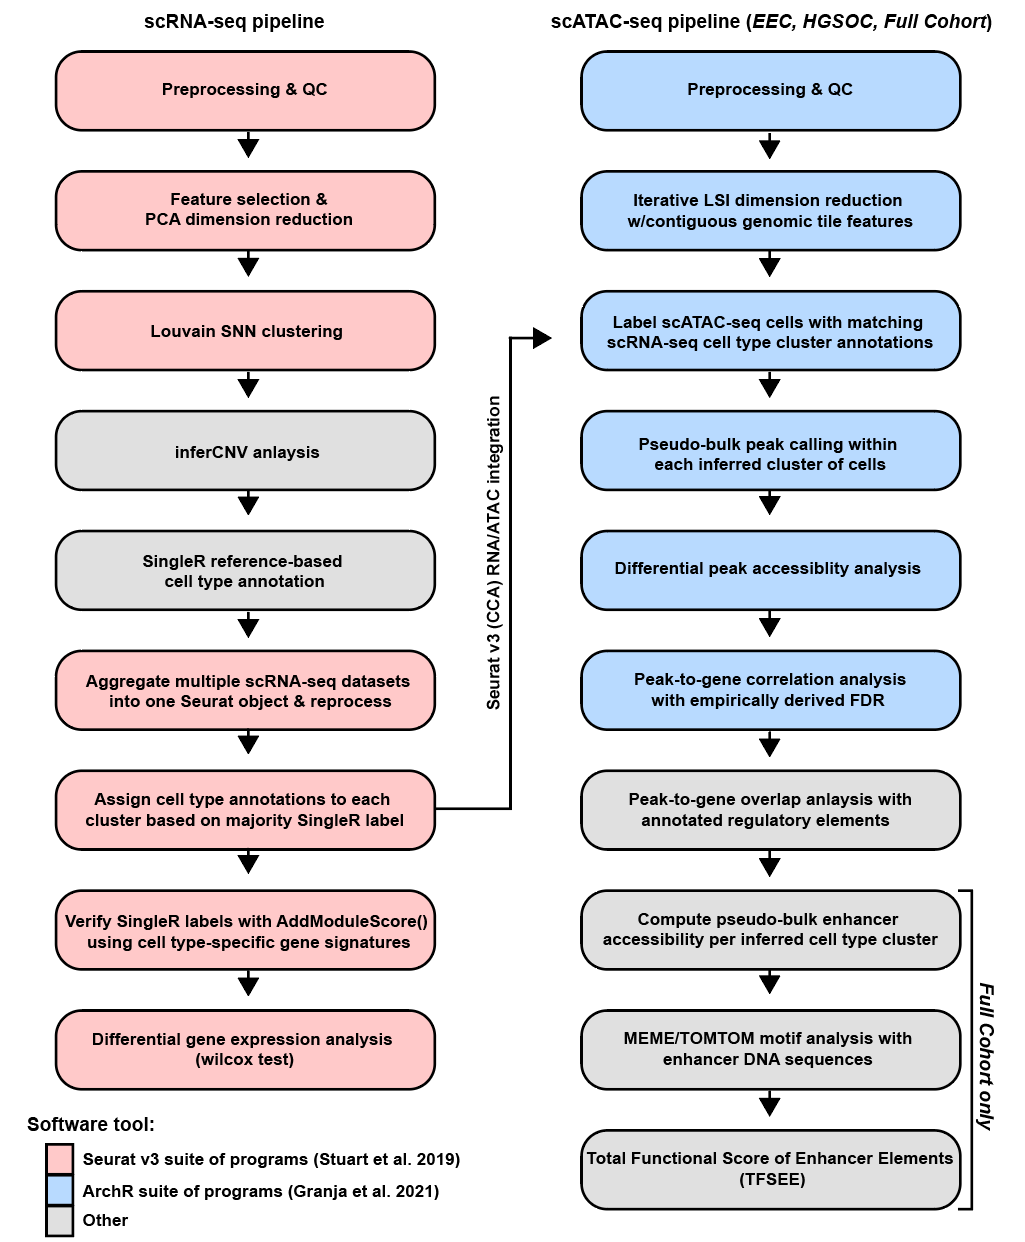 scRNA-seq pipeline
Preprocessing & QC
Feature selection &
PCA dimension reduction
Louvain SNN clustering
inferCNV anlaysis
SingleR reference-based
cell type annotation
Aggregate multiple scRNA-seq datasets
into one Seurat object & reprocess
Assign cell type annotations to each
cluster based on majority SingleR label
Verify SingleR labels with AddModuleScore()
using cell type-specific gene signatures
Differential gene expression analysis
(wilcox test)
Seurat v3 (CCA) RNA/ATAC integration
scATAC-seq pipeline (EEC, HGSOC, Full Cohort)
Preprocessing & QC
Iterative LSI dimension reduction
w/contiguous genomic tile features
Label scATAC-seq cells with matching
scRNA-seq cell type cluster annotations
Pseudo-bulk peak calling within
each inferred cluster of cells
Differential peak accessiblity analysis
Peak-to-gene correlation analysis
with empirically derived FDR
Peak-to-gene overlap anlaysis with
annotated regulatory elements
Compute pseudo-bulk enhancer
accessibility per inferred cell type cluster
MEME/TOMTOM motif analysis with
enhancer DNA sequences
Total Functional Score of Enhancer Elements
(TFSEE)
Full Cohort only
Software tool:
Seurat v3 suite of programs (Stuart et al. 2019)
ArchR suite of programs (Granja et al. 2021)
Other